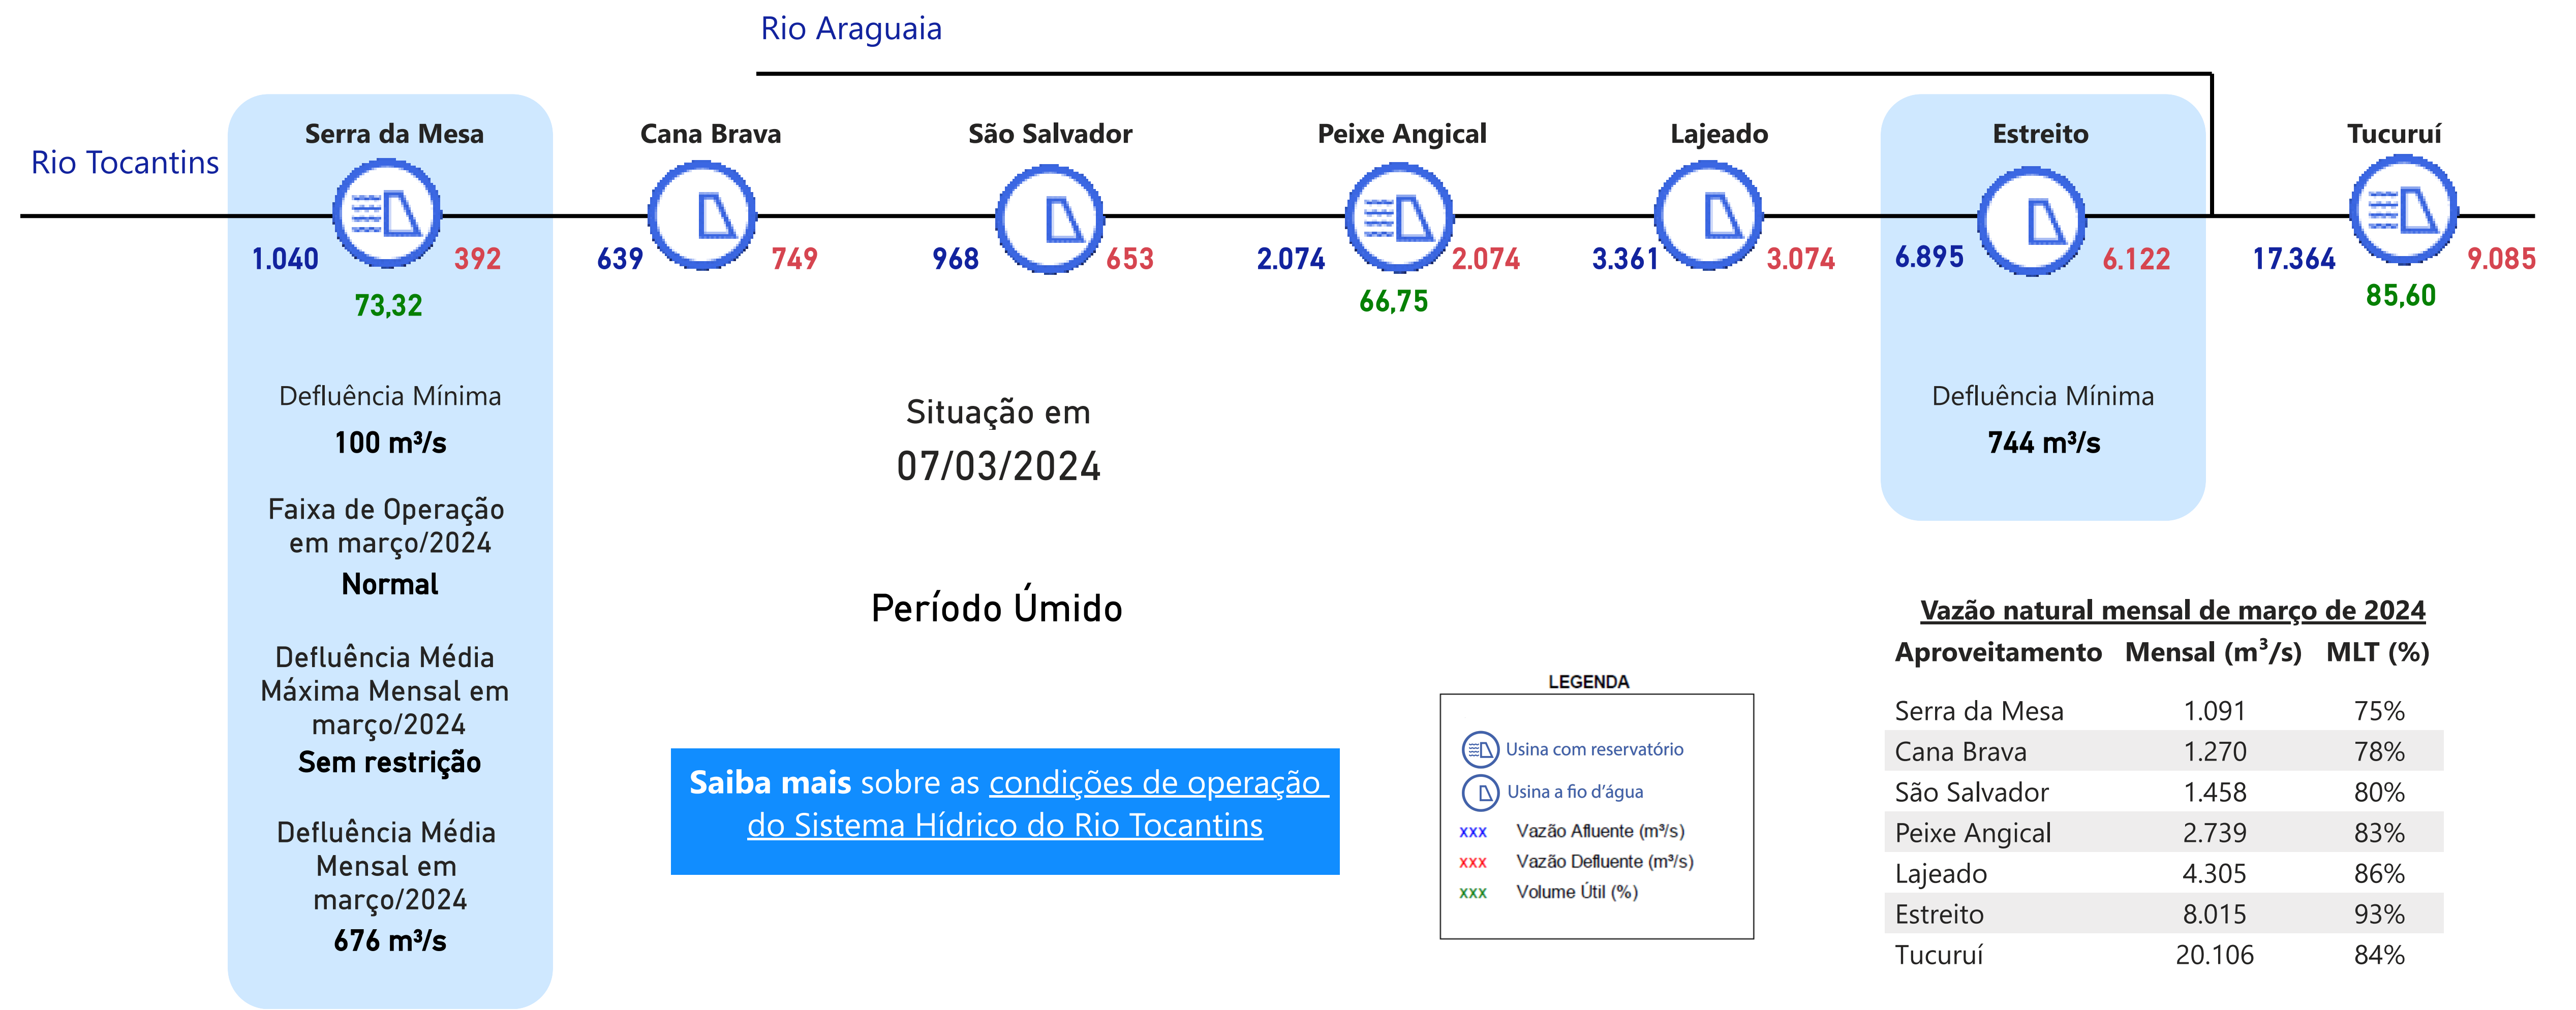 Rio Araguaia
Rio Tocantins
Serra da Mesa
Cana Brava
São Salvador
Peixe Angical
Lajeado
Estreito
Tucuruí
1.040
392
639
749
968
653
2.074
2.074
3.361
3.074
6.895
6.122
17.364
9.085
73,32
66,75
85,60
Defluência Mínima
100 m³/s
Faixa de Operação
em março/2024
Normal
Defluência Média
Máxima Mensal em
março/2024
Sem restrição
Defluência Média
Mensal em
março/2024
676 m³/s
Situação em
07/03/2024
Período Úmido
Saiba mais sobre as condições de operação
do Sistema Hídrico do Rio Tocantins
Defluência Mínima
744 m³/s
LEGENDA
Usina com reservatório
Usina a fio d'água
xxx Vazão Afluente (m³/s)
xxx Vazão Defluente (m³/s)
xxx Volume Útil (%)
Vazão natural mensal de março de 2024
Aproveitamento Mensal (m³/s) MLT (%)
Serra da Mesa 1.091 75%
Cana Brava 1.270 78%
São Salvador 1.458 80%
Peixe Angical 2.739 83%
Lajeado 4.305 86%
Estreito 8.015 93%
Tucuruí 20.106 84%